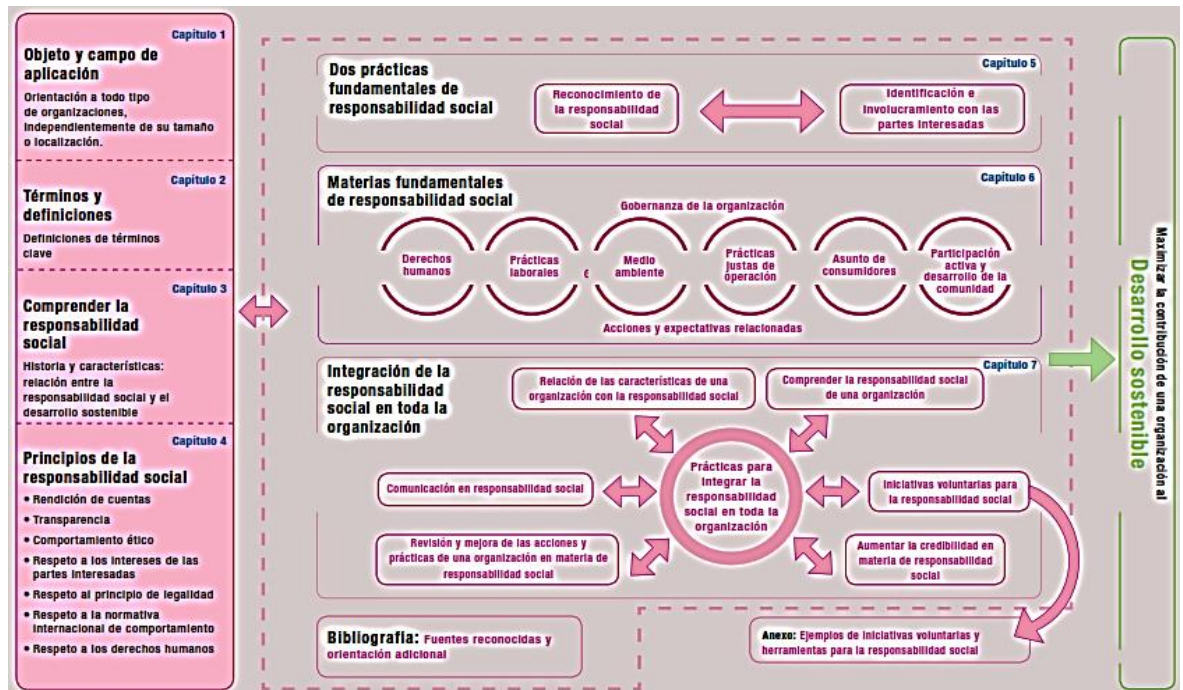 Capítulo 1
Objeto y campo de
aplicación
Orientación a todo tipo
de organizaciones,
independientemente de su tamaño
o localización.
Capítulo 2
Términos y
definiciones
Definiciones de términos
clave
Capítulo 3
Comprender la
responsabilidad
social
Historia y características:
relación entre la
responsabilidad social y el
desarrollo sostenible
Capítulo 4
Principios de la
responsabilidad social
• Rendición de cuentas
• Transparencia
• Comportamiento ético
• Respeto a los intereses de las
partes interesadas
• Respeto al principio de legalidad
• Respeto a la normativa
internacional de comportamiento
• Respeto a los derechos humanos
Capítulo 5
Dos prácticas
fundamentales de
responsabilidad social
Reconocimiento de
la responsabilidad
social
Identificación e
involucramiento con las
partes interesadas
Capítulo 6
Materias fundamentales
de responsabilidad social
Gobernanza de la organización
Derechos
humanos
Prácticas
laborales
Medio
ambiente
Prácticas
justas de
operación
Asunto de
consumidores
Participación
activa y
desarrollo de la
comunidad
Acciones y expectativas relacionadas
Capítulo 7
Integración de la
responsabilidad
social en toda la
organización
Relación de las características de una
organización con la responsabilidad social
Comprender la responsabilidad social
de una organización
Prácticas para
integrar la
responsabilidad
social en toda la
organización
Comunicación en responsabilidad social
Iniciativas voluntarias para
la responsabilidad social
Revisión y mejora de las acciones y
prácticas de una organización en materia de
responsabilidad social
Aumentar la credibilidad en
materia de responsabilidad
social
Bibliografía: Fuentes reconocidas y
orientación adicional
Anexo: Ejemplos de iniciativas voluntarias y
herramientas para la responsabilidad social
Maximizar la contribución de una organización al
Desarrollo sostenible